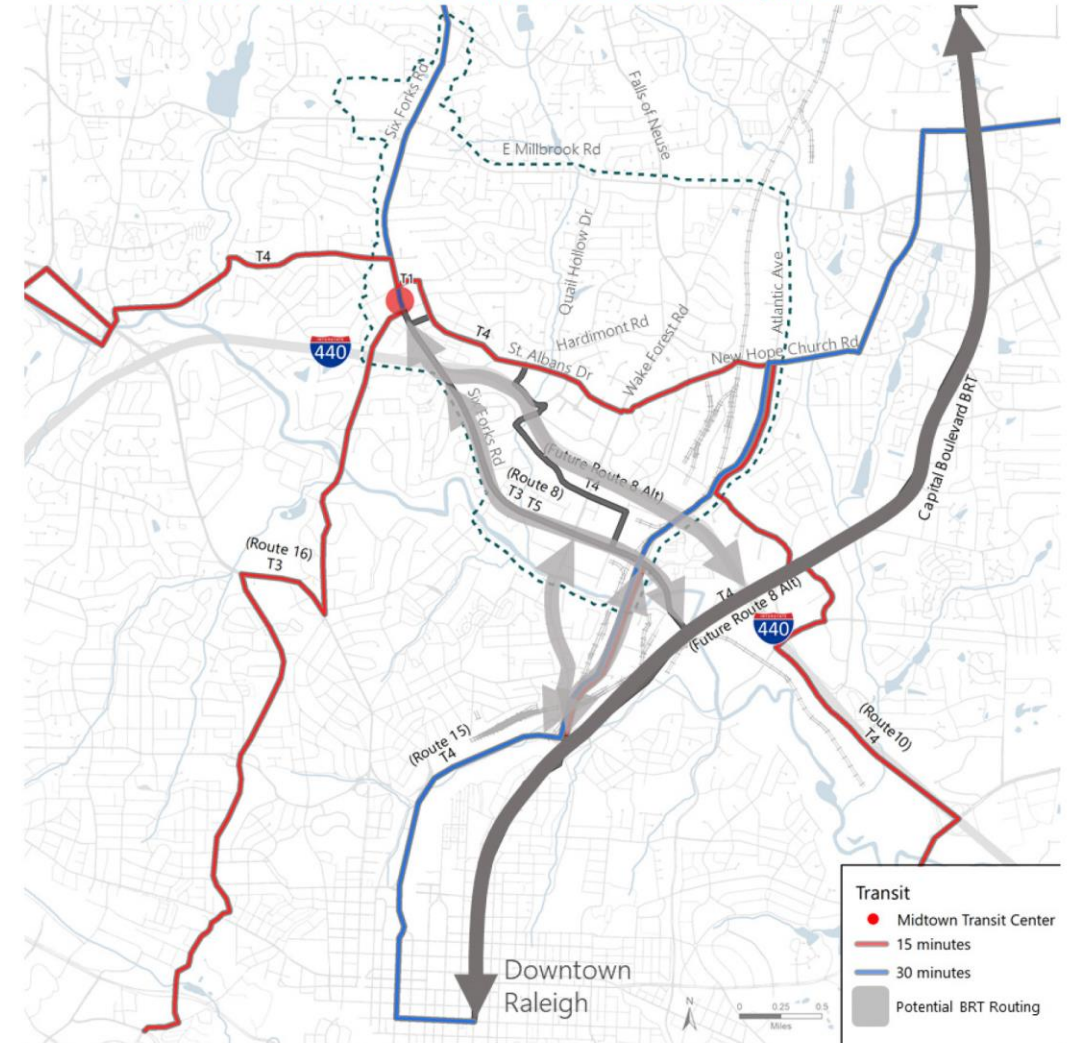 Six Forks Rd
Falls of Neuse
E Millbrook Rd
Quail Hollow Dr
Atlantic Ave
T4
T1
T4
Hardimont Rd
Wake Forest Rd
440
St. Albans Dr
New Hope Church Rd
Six Forks Rd
Capital Boulevard BRT
(Future Route 8 Alt)
T4
(Route 8)
T3 T5
(Route 16)
T3
T4
(Future Route 8 Alt)
440
(Route10)
T4
(Route 15)
T4
Downtown
Raleigh
N
0 0.25 0.5
Miles
Transit
Midtown Transit Center
15 minutes
30 minutes
Potential BRT Routing